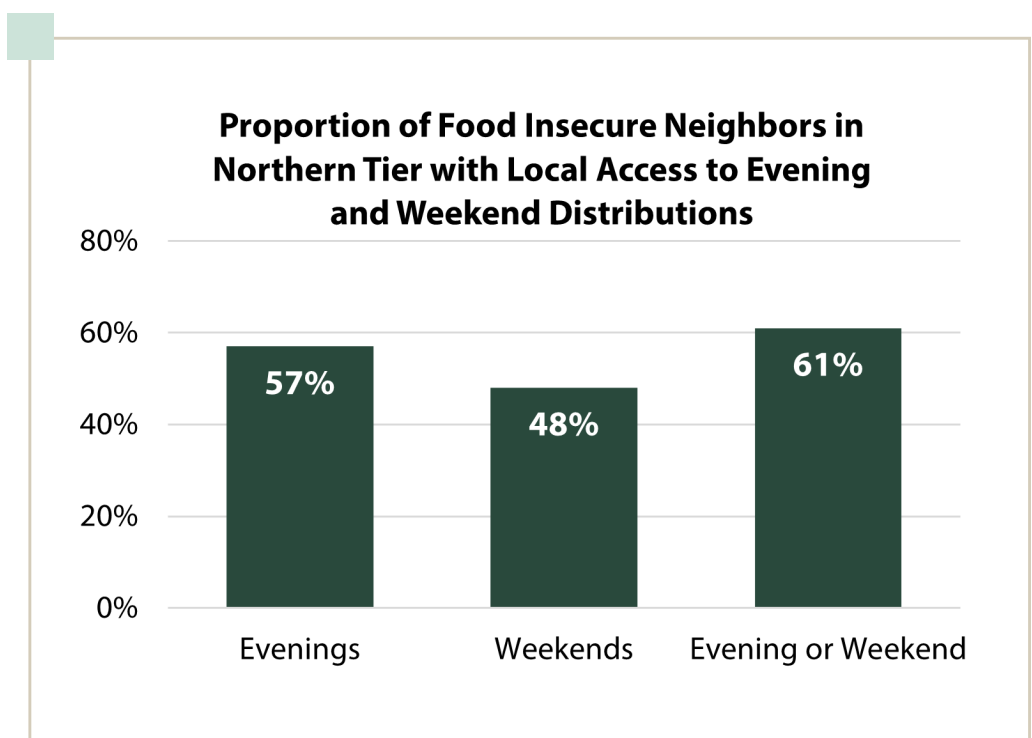 Proportion of Food Insecure Neighbors in
Northern Tier with Local Access to Evening
and Weekend Distributions
80%
60%
40%
20%
0%
57%
48%
61%
Evenings
Weekends
Evening or Weekend